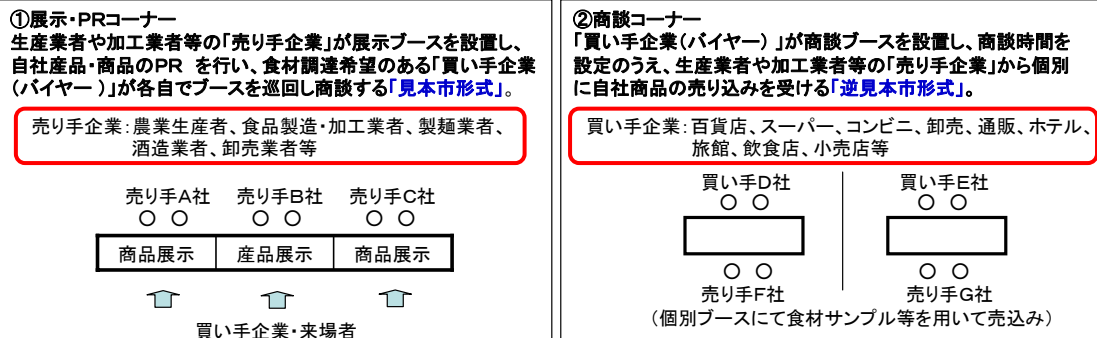 ①展示・PRコーナー
生産業者や加工業者等の「売り手企業」が展示ブースを設置し、
自社産品・商品のPR を行い、食材調達希望のある「買い手企業
(バイヤー )」が各自でブースを巡回し商談する「見本市形式」。
売り手企業:農業生産者、食品製造・加工業者、製麺業者、
酒造業者、卸売業者等
売り手A社 売り手B社 売り手C社
○ ○ ○ ○ ○ ○
商品展示 産品展示 商品展示
買い手企業・来場者
②商談コーナー
「買い手企業(バイヤー) 」が商談ブースを設置し、商談時間を
設定のうえ、生産業者や加工業者等の「売り手企業」から個別
に自社商品の売り込みを受ける「逆見本市形式」。
買い手企業:百貨店、スーパー、コンビニ、卸売、通販、ホテル、
旅館、飲食店、小売店等
買い手D社 買い手E社
○ ○ ○ ○
○ ○ ○ ○
売り手F社 売り手G社
(個別ブースにて食材サンプル等を用いて売込み)